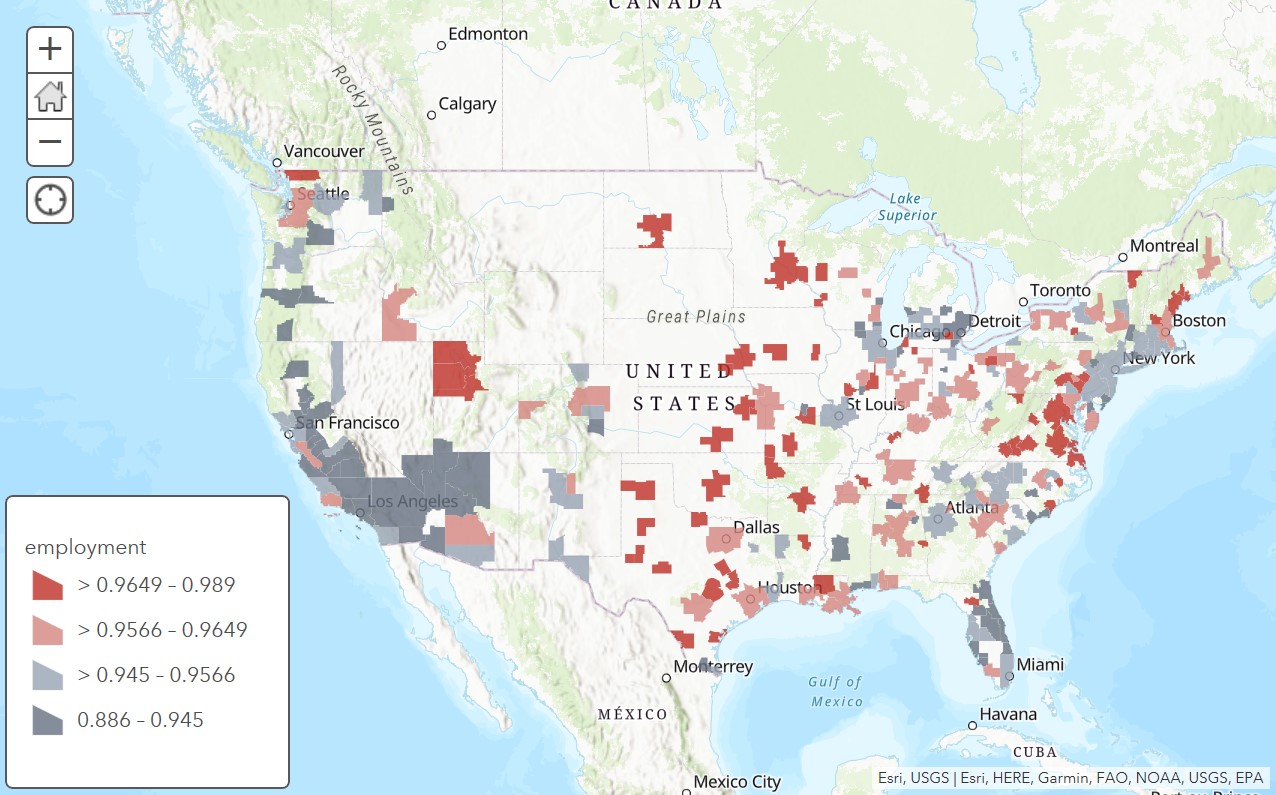 CANADA
Edmonton
Rocky Mountains
Calgary
Vancouver
Seattle
Lake
Superior
Montreal
Toronto
Great Plains
Chicago
Detroit
Boston
New York
UNITED
STATES
St Louis
San Francisco
Los Angeles
Atlanta
Dallas
Houston
Monterrey
Miami
Gulf of
Mexico
MÉXICO
Havana
CUBA
Mexico City
employment
> 0.9649 - 0.989
> 0.9566 - 0.9649
> 0.945 - 0.9566
0.886 - 0.945
Esri, USGS | Esri, HERE, Garmin, FAO, NOAA, USGS, EPA